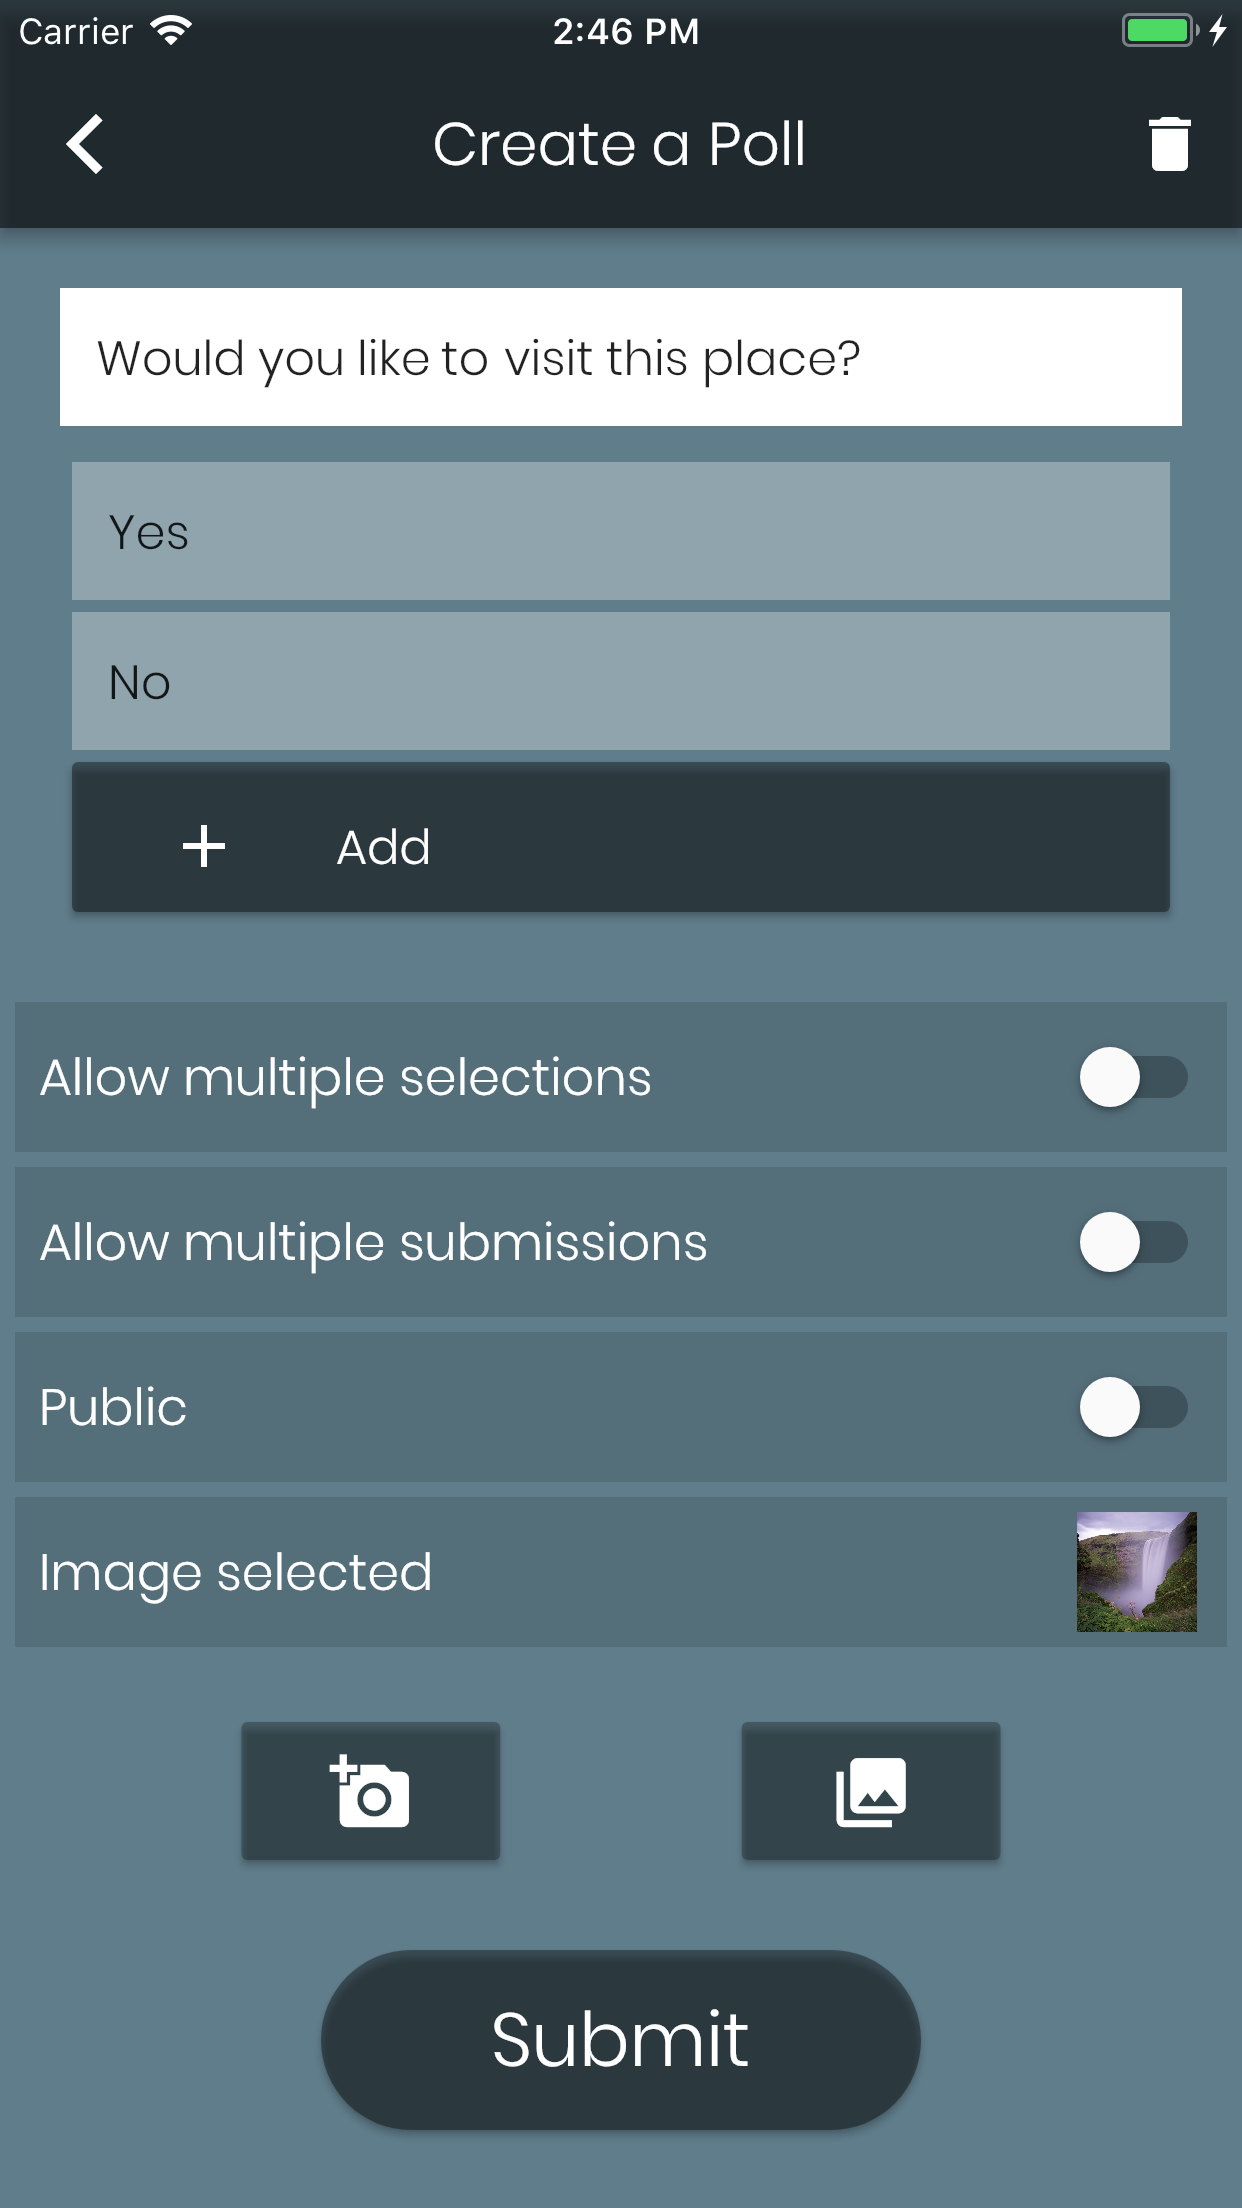 Carrier 2:46 PM
Create a Poll
Would you like to visit this place?
Yes
No
Add
Allow multiple selections
Allow multiple submissions
Public
Image selected
Submit